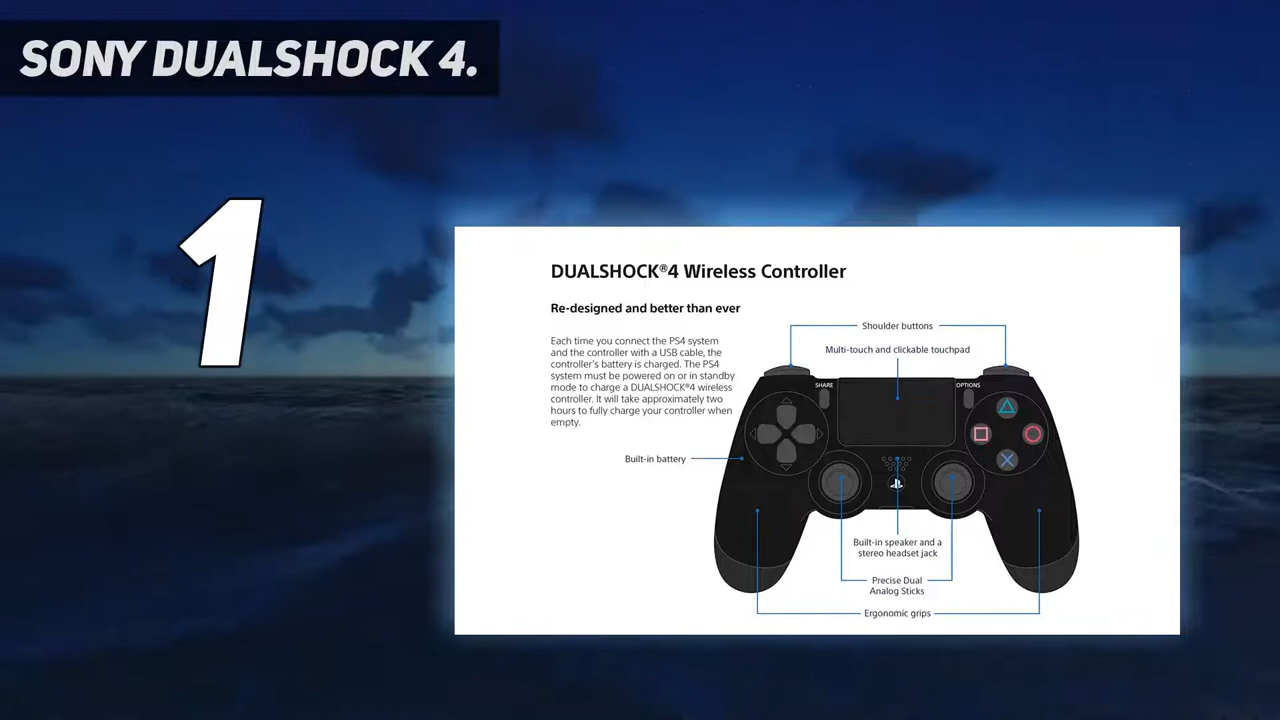 SONY DUALSHOCK 4.
1
DUALSHOCK®4 Wireless Controller
Re-designed and better than ever
Each time you connect the PS4 system
and the controller with a USB cable, the
controller's battery is charged. The PS4
system must be powered on or in standby
mode to charge a DUALSHOCK®4 wireless
controller. It will take approximately two
hours to fully charge your controller when
empty.
Shoulder buttons
Multi-touch and clickable touchpad
SHARE
OPTIONS
Built-in battery
Built-in speaker and a
stereo headset jack
Precise Dual
Analog Sticks
Ergonomic grips